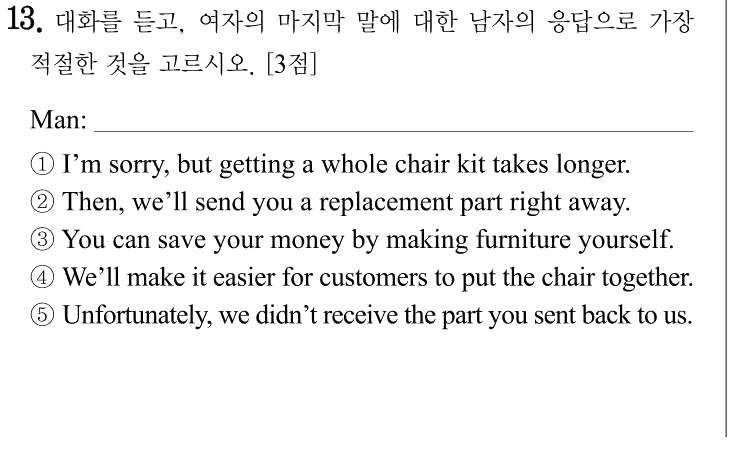 13. 대화를 듣고, 여자의 마지막 말에 대한 남자의 응답으로 가장
적절한 것을 고르시오. [3점]
Man: ____________________
① I’m sorry, but getting a whole chair kit takes longer.
② Then, we’ll send you a replacement part right away.
③ You can save your money by making furniture yourself.
④ We’ll make it easier for customers to put the chair together.
⑤ Unfortunately, we didn’t receive the part you sent back to us.